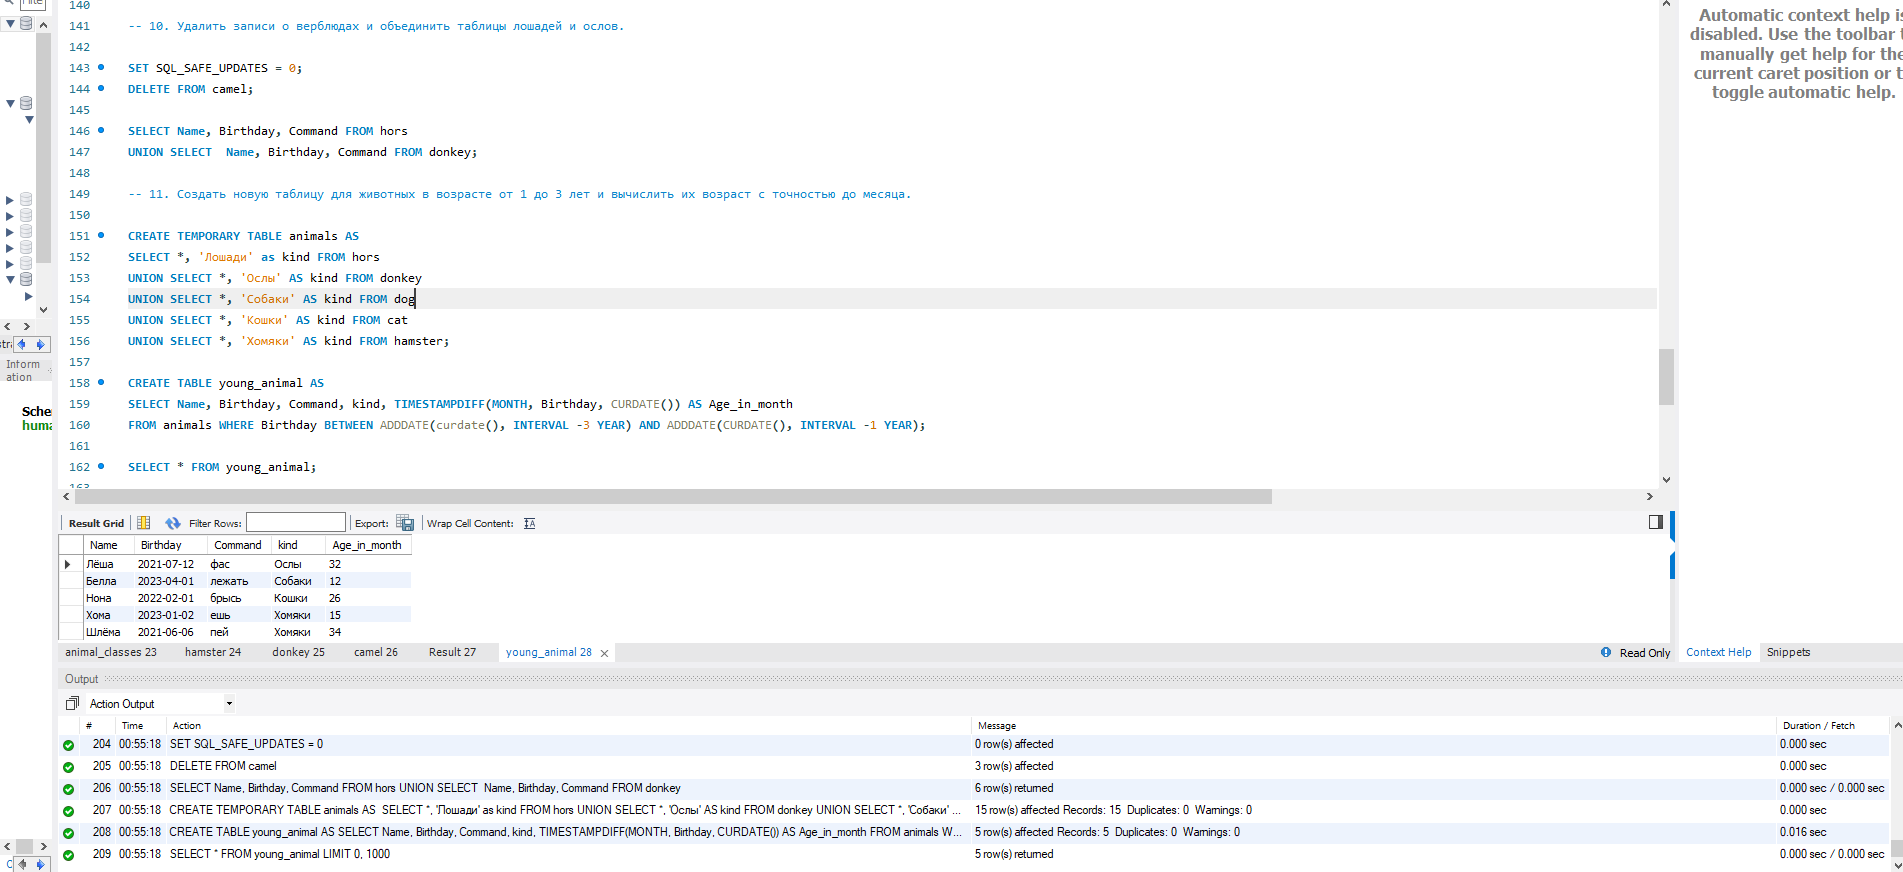 Filte
140
141 -- 10. Удалить записи о верблюдах и объединить таблицы лошадей и ослов.
142
143 SET SQL_SAFE_UPDATES = 0;
144 DELETE FROM camel;
145
146 SELECT Name, Birthday, Command FROM hors
147 UNION SELECT  Name, Birthday, Command FROM donkey;
148
149 -- 11. Создать новую таблицу для животных в возрасте от 1 до 3 лет и вычислить их возраст с точностью до месяца.
150
151 CREATE TEMPORARY TABLE animals AS
152 SELECT *, 'Лошади' as kind FROM hors
153 UNION SELECT *, 'Ослы' AS kind FROM donkey
154 UNION SELECT *, 'Собаки' AS kind FROM dog
155 UNION SELECT *, 'Кошки' AS kind FROM cat
156 UNION SELECT *, 'Хомяки' AS kind FROM hamster;
157
158 CREATE TABLE young_animal AS
159 SELECT Name, Birthday, Command, kind, TIMESTAMPDIFF(MONTH, Birthday, CURDATE()) AS Age_in_month
160 FROM animals WHERE Birthday BETWEEN ADDDATE(curdate(), INTERVAL -3 YEAR) AND ADDDATE(CURDATE(), INTERVAL -1 YEAR);
161
162 SELECT * FROM young_animal;
163
Automatic context help is
disabled. Use the toolbar t
manually get help for the
current caret position or t
toggle automatic help.
stra
Inform
ation
Sche
huma
Result Grid Filter Rows: Export: Wrap Cell Content:
Name Birthday Command kind Age_in_month
Лёша 2021-07-12 фас Ослы 32
Белла 2023-04-01 лежать Собаки 12
Нона 2022-02-01 брысь Кошки 26
Хома 2023-01-02 ешь Хомяки 15
Шлёма 2021-06-06 пей Хомяки 34
animal_classes 23 hamster 24 donkey 25 camel 26 Result 27 young_animal 28 Read Only Context Help Snippets
Output
Action Output
# Time Action Message Duration / Fetch
204 00:55:18 SET SQL_SAFE_UPDATES = 0 0 row(s) affected 0.000 sec
205 00:55:18 DELETE FROM camel 3 row(s) affected 0.000 sec
206 00:55:18 SELECT Name, Birthday, Command FROM hors UNION SELECT  Name, Birthday, Command FROM donkey 6 row(s) returned 0.000 sec / 0.000 sec
207 00:55:18 CREATE TEMPORARY TABLE animals AS  SELECT *, 'Лошади' as kind FROM hors UNION SELECT *, 'Ослы' AS kind FROM donkey UNION SELECT *, 'Собаки' ... 15 row(s) affected Records: 15  Duplicates: 0  Warnings: 0 0.000 sec
208 00:55:18 CREATE TABLE young_animal AS SELECT Name, Birthday, Command, kind, TIMESTAMPDIFF(MONTH, Birthday, CURDATE()) AS Age_in_month FROM animals W... 5 row(s) affected Records: 5  Duplicates: 0  Warnings: 0 0.016 sec
209 00:55:18 SELECT * FROM young_animal LIMIT 0, 1000 5 row(s) returned 0.000 sec / 0.000 sec